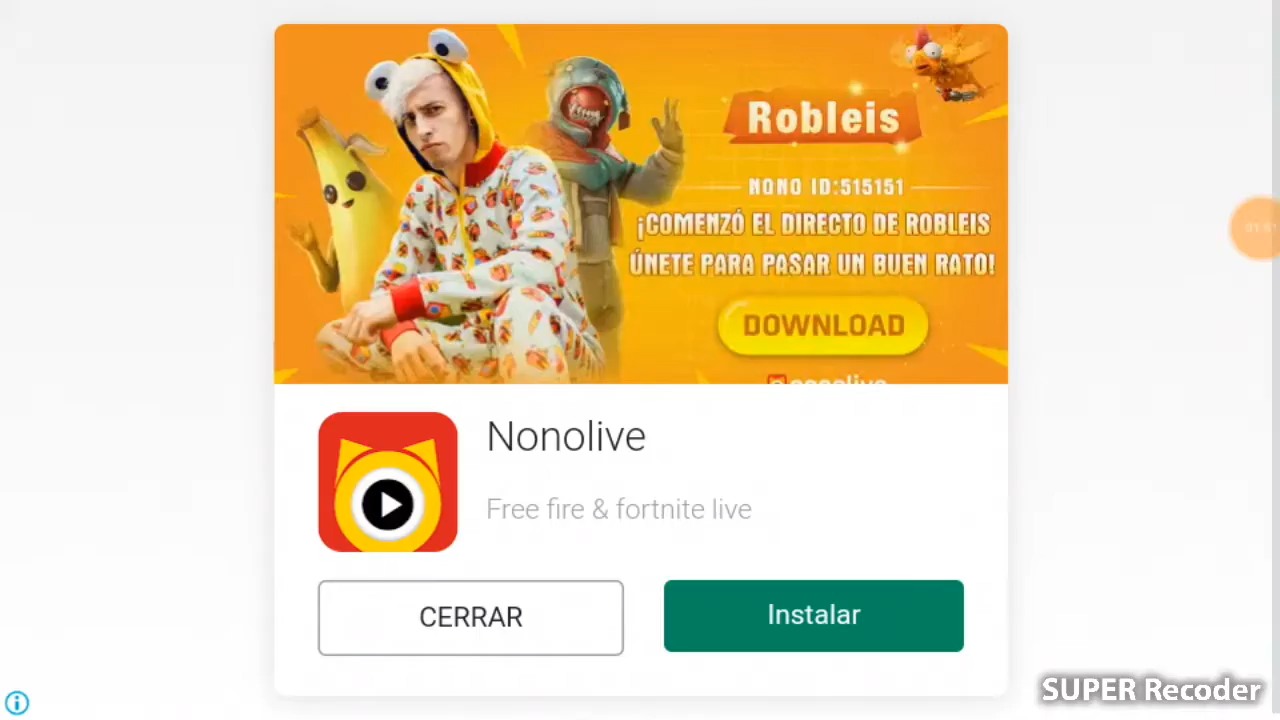 Robleis
NONO ID:515151
¡COMENZÓ EL DIRECTO DE ROBLEIS
ÚNETE PARA PASAR UN BUEN RATO!
DOWNLOAD
nonolive
Nonolive
Free fire & fortnite live
CERRAR
Instalar
SUPER Recoder